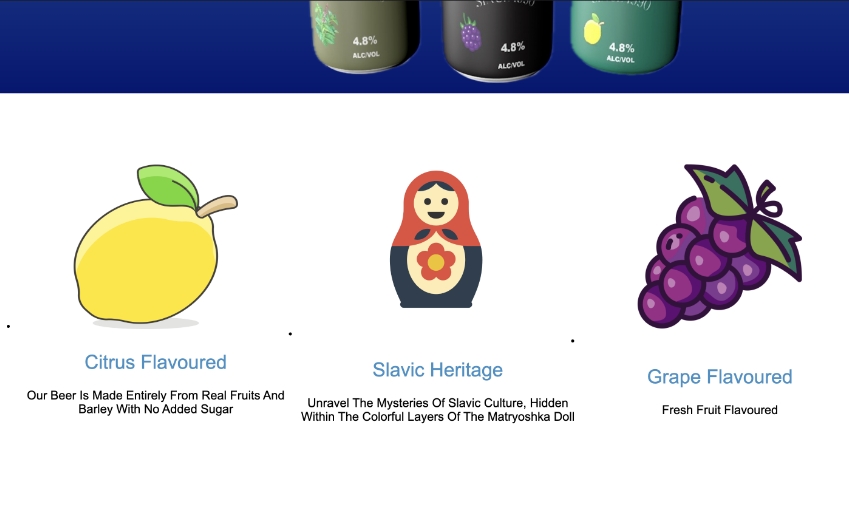 4.8%
ALC/VOL
4.8%
ALC/VOL
4.8%
ALC/VOL
Citrus Flavoured
Our Beer Is Made Entirely From Real Fruits And
Barley With No Added Sugar
Slavic Heritage
Unravel The Mysteries Of Slavic Culture, Hidden
Within The Colorful Layers Of The Matryoshka Doll
Grape Flavoured
Fresh Fruit Flavoured